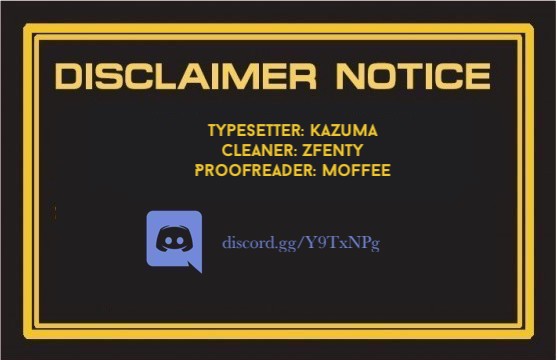 DISCLAIMER NOTICE
TYPESETTER: KAZUMA
CLEANER: ZFENTY
PROOFREADER: MOFFEE
discord.gg/Y9TxNPg